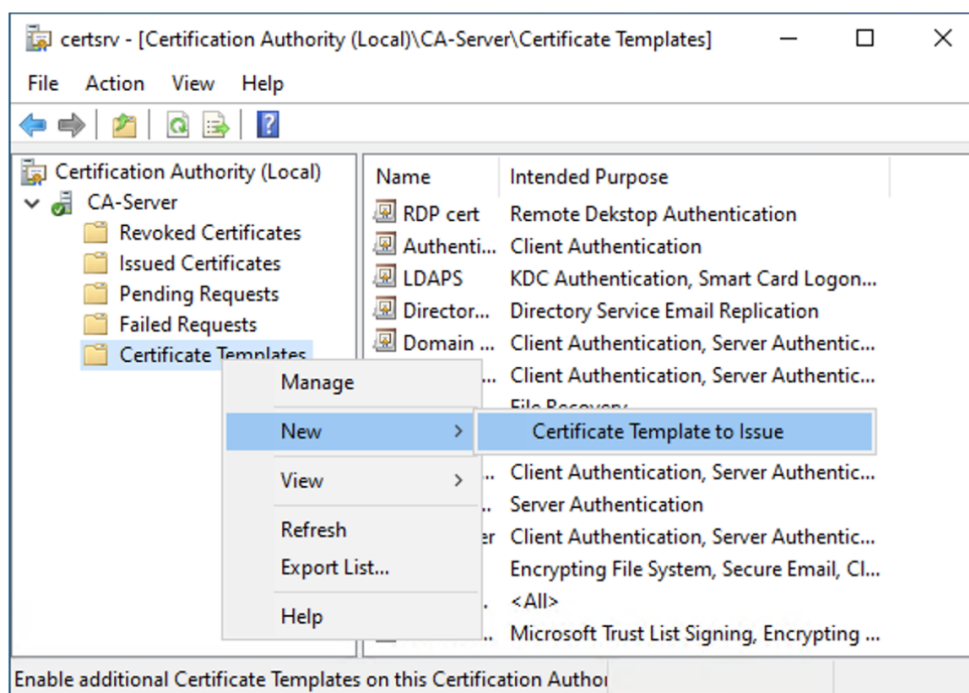 certsrv - [Certification Authority (Local)\CA-Server\Certificate Templates]
File Action View Help
Certification Authority (Local)
CA-Server
Revoked Certificates
Issued Certificates
Pending Requests
Failed Requests
Certificate Templates
Name Intended Purpose
RDP cert Remote Dekstop Authentication
Authenti... Client Authentication
LDAPS KDC Authentication, Smart Card Logon...
Director... Directory Service Email Replication
Domain ... Client Authentication, Server Authentic...
... Client Authentication, Server Authentic...
File Recovery
.. Client Authentication, Server Authentic...
.. Server Authentication
er Client Authentication, Server Authentic...
Encrypting File System, Secure Email, Cl...
. <All>
.. Microsoft Trust List Signing, Encrypting ...
Manage
New
Certificate Template to Issue
View
Refresh
Export List...
Help
Enable additional Certificate Templates on this Certification Author